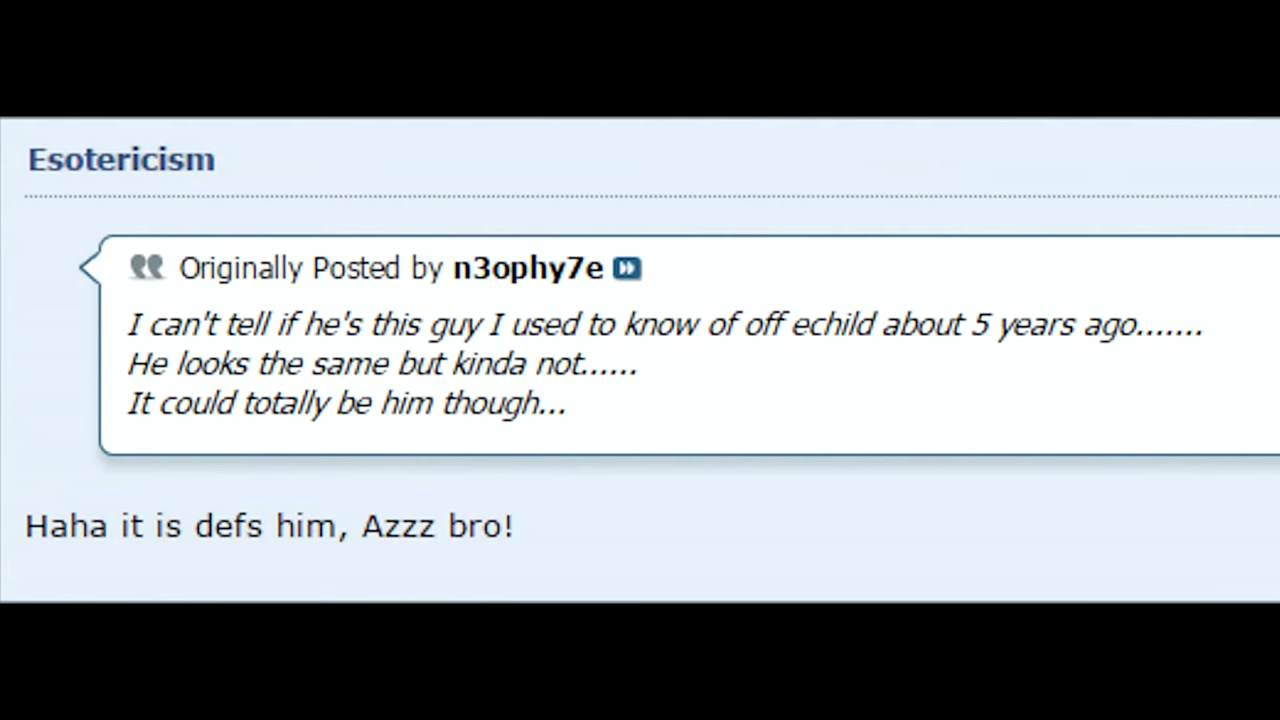 Esotericism
Originally Posted by n3ophy7e
I can't tell if he's this guy I used to know of off echild about 5 years ago.......
He looks the same but kinda not......
It could totally be him though...
Haha it is defs him, Azzz bro!